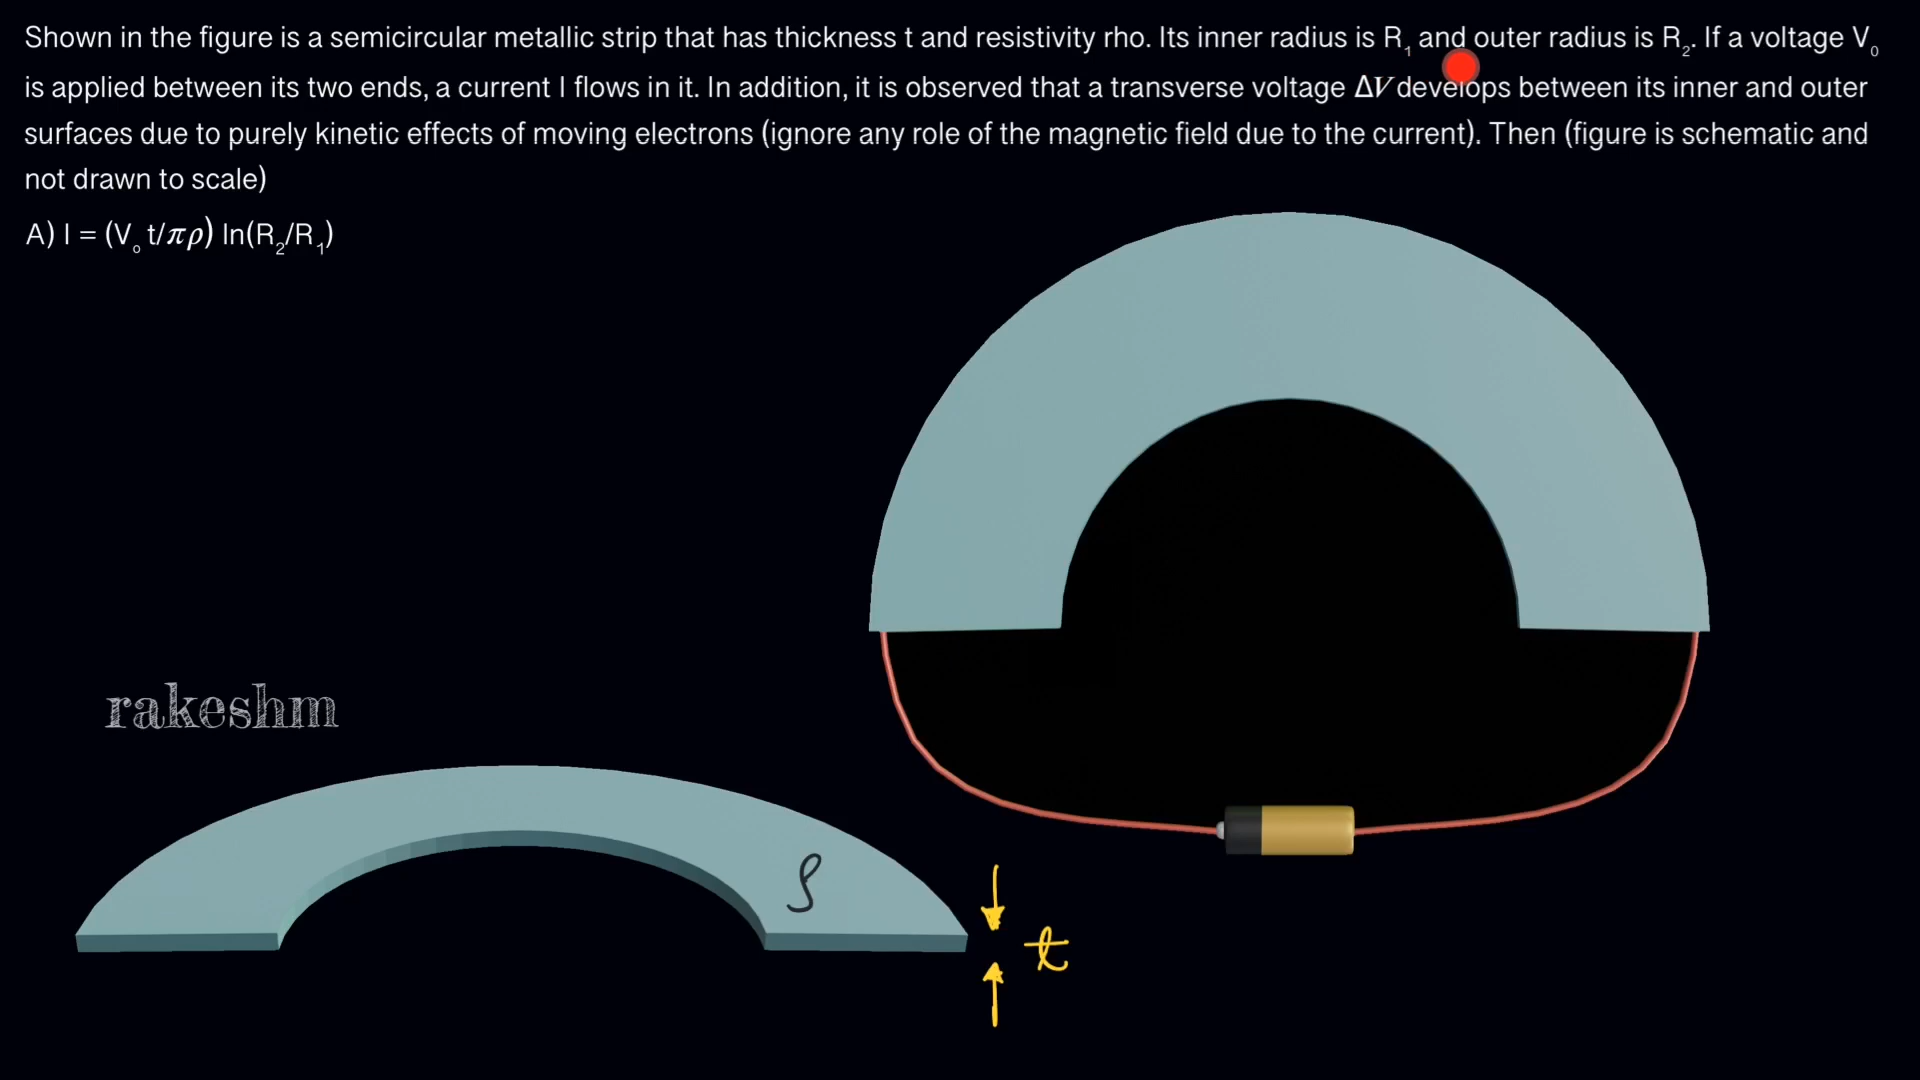 Shown in the figure is a semicircular metallic strip that has thickness t and resistivity rho. Its inner radius is R₁ and outer radius is R₂. If a voltage V₀
is applied between its two ends, a current I flows in it. In addition, it is observed that a transverse voltage ΔV develops between its inner and outer
surfaces due to purely kinetic effects of moving electrons (ignore any role of the magnetic field due to the current). Then (figure is schematic and
not drawn to scale)
A) I = (V₀ t/πρ) ln(R₂/R₁)
rakeshm
ρ
t